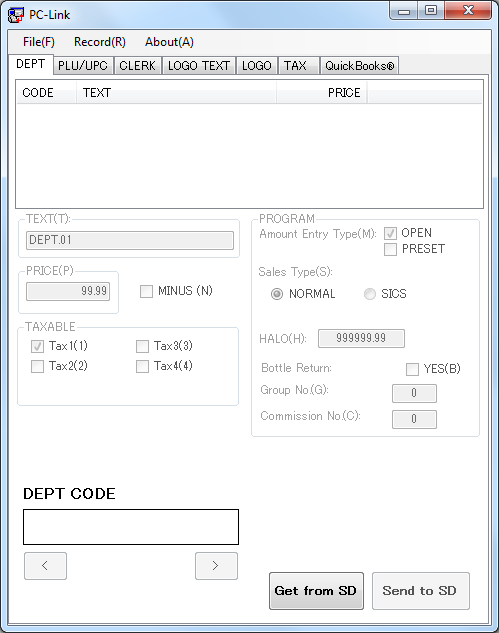 PC-Link
File(F) Record(R) About(A)
DEPT PLU/UPC CLERK LOGO TEXT LOGO TAX QuickBooks®
CODE TEXT PRICE
TEXT(T):
DEPT.01
PRICE(P)
99.99
MINUS (N)
TAXABLE
Tax1(1) Tax3(3)
Tax2(2) Tax4(4)
PROGRAM
Amount Entry Type(M): OPEN
PRESET
Sales Type(S):
NORMAL SICS
HALO(H): 999999.99
Bottle Return: YES(B)
Group No.(G): 0
Commission No.(C): 0
DEPT CODE
< >
Get from SD Send to SD